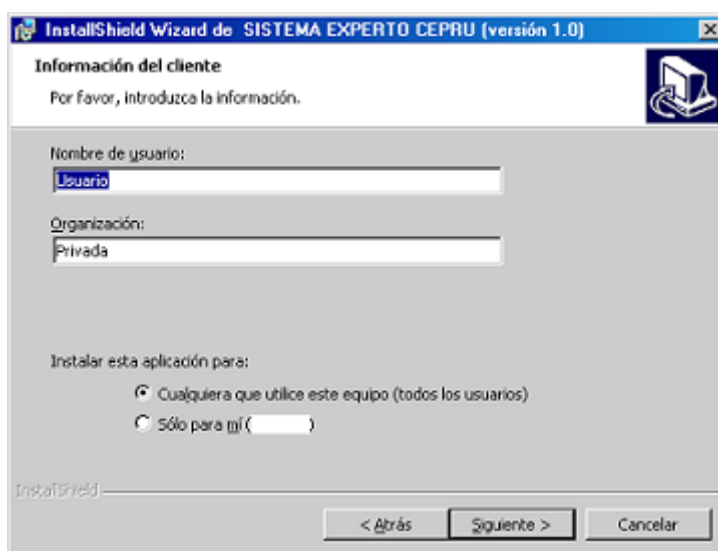 InstallShield Wizard de SISTEMA EXPERTO CEPRU (versión 1.0)
Información del cliente
Por favor, introduzca la información.
Nombre de usuario:
Usuario
Organización:
Privada
Instalar esta aplicación para:
Cualquiera que utilice este equipo (todos los usuarios)
Sólo para mí ( )
InstallShield
< Atrás Siguiente > Cancelar